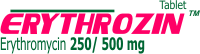 Tablet
ERYTHROZIN™
Erythromycin 250/ 500 mg